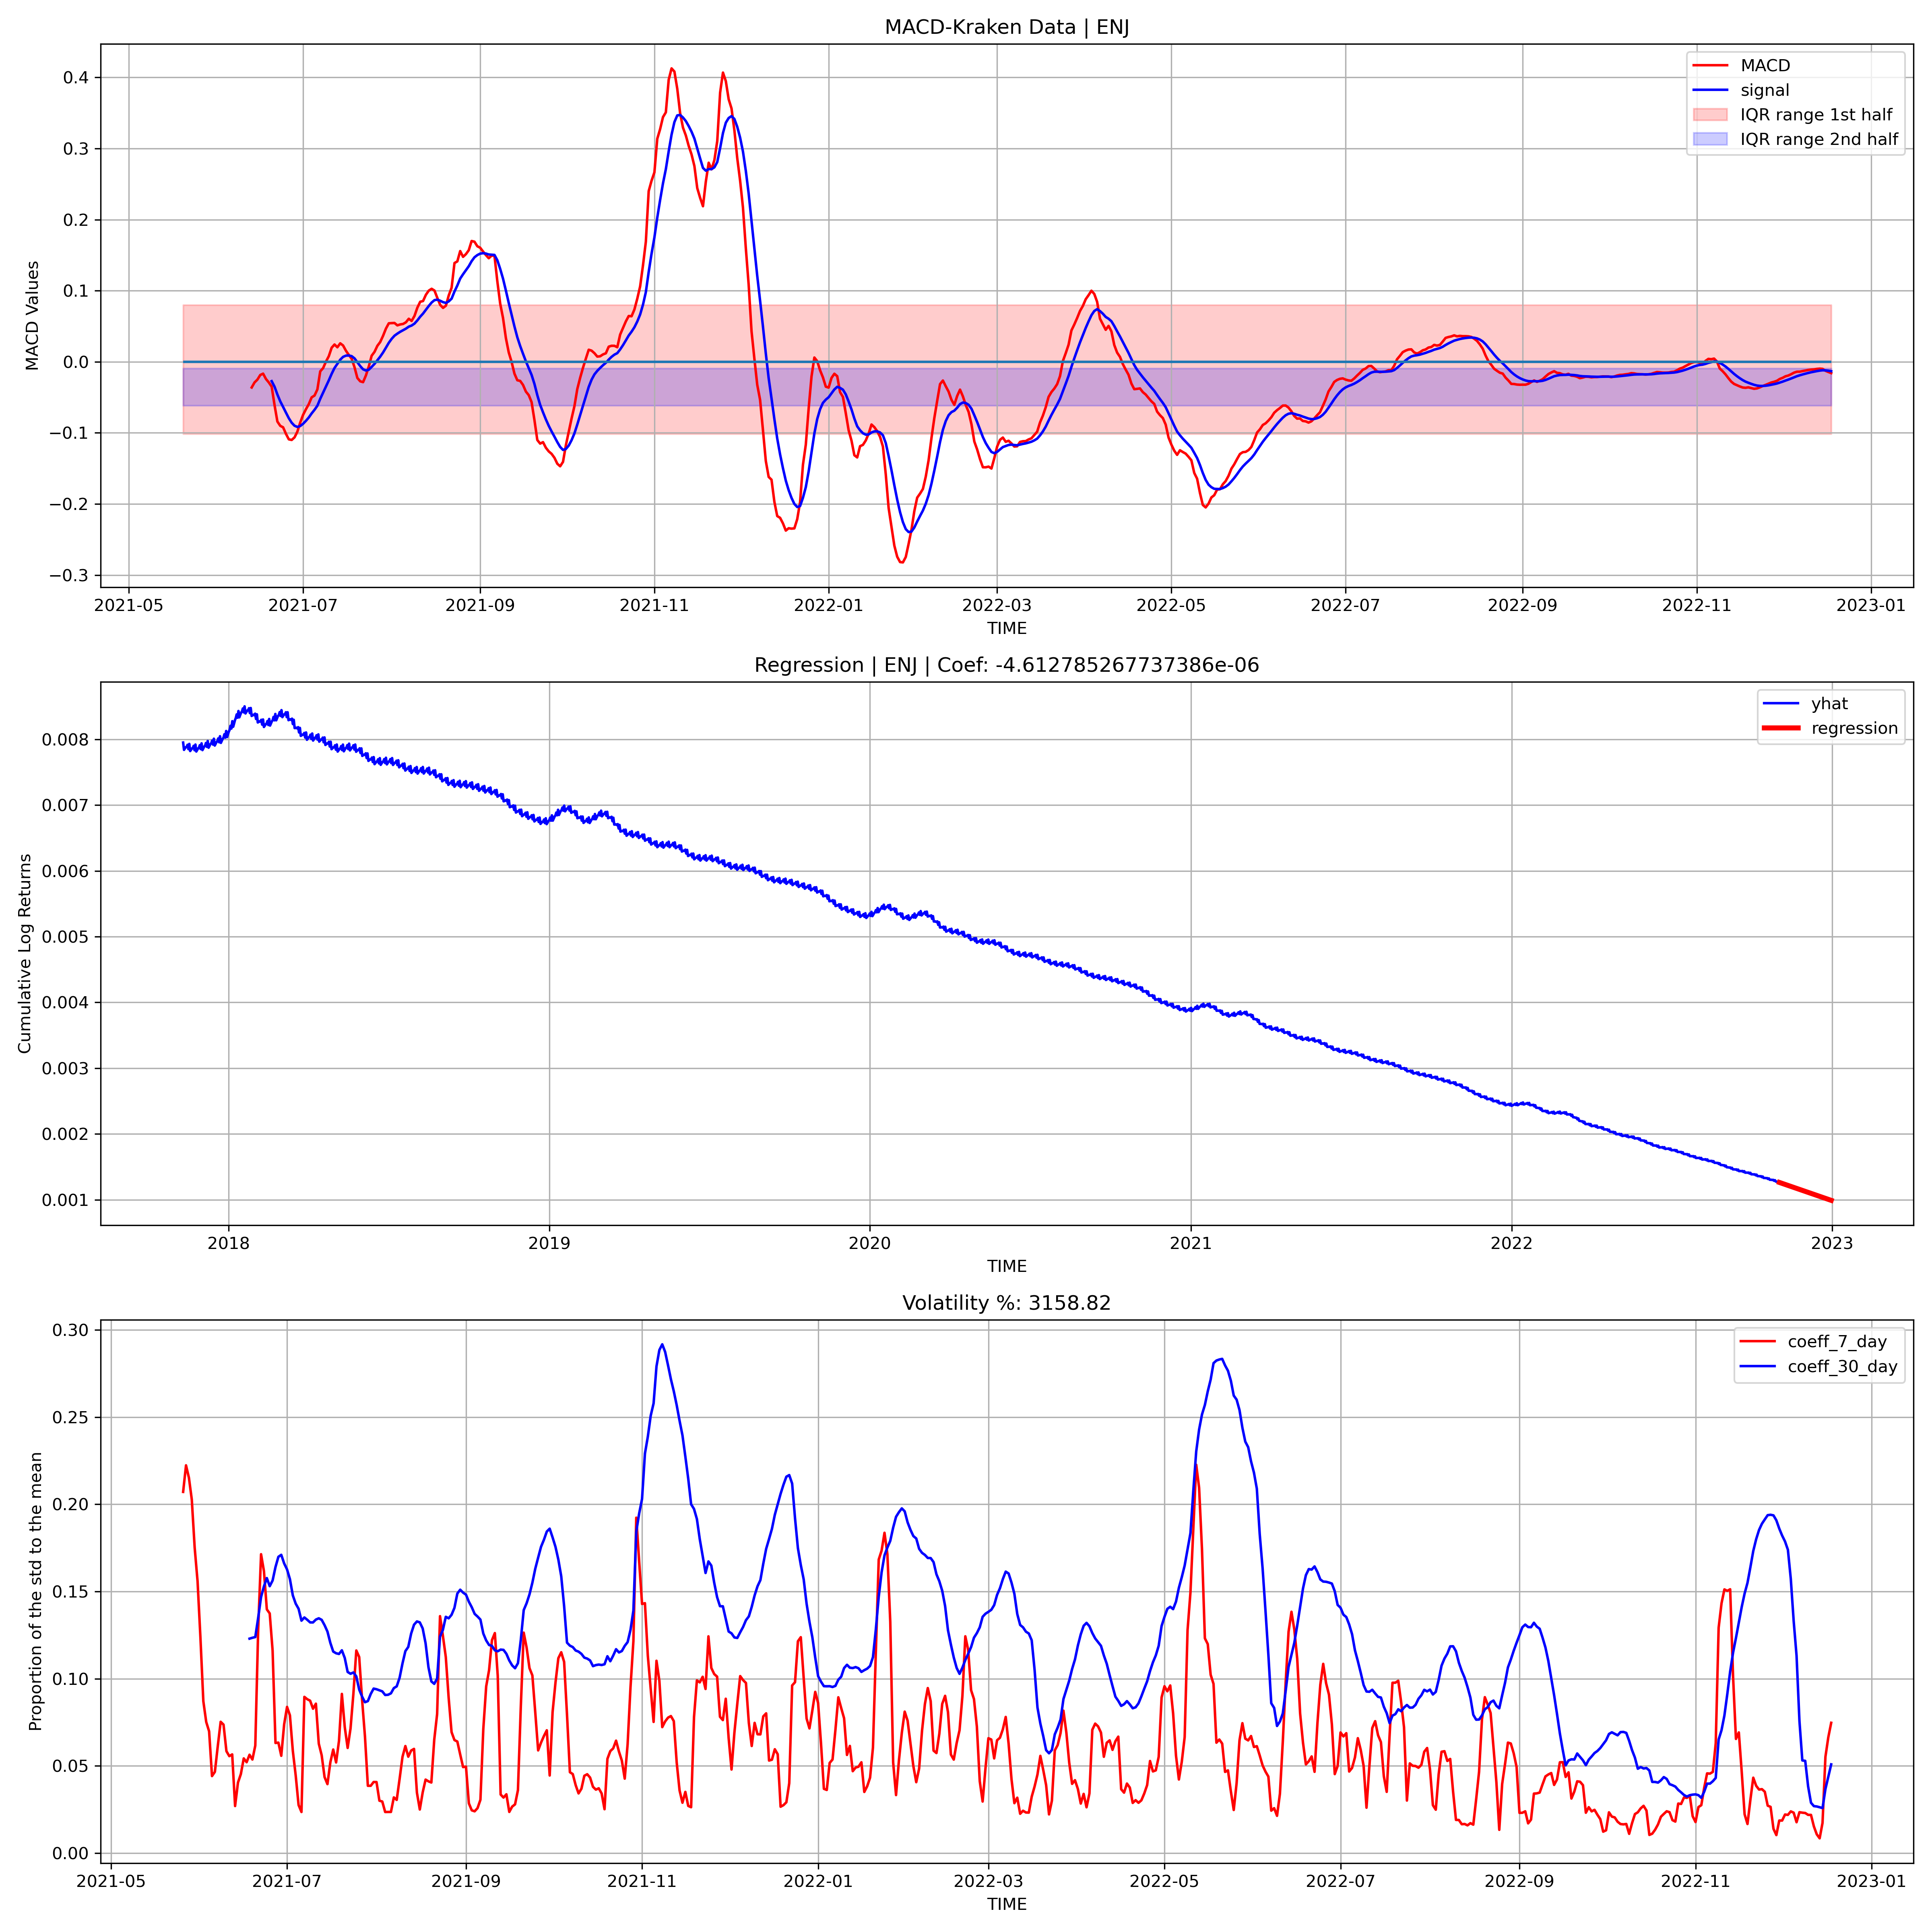 MACD-Kraken Data | ENJ
MACD
signal
IQR range 1st half
IQR range 2nd half
MACD Values
0.4
0.3
0.2
0.1
0.0
−0.1
−0.2
−0.3
2021-05 2021-07 2021-09 2021-11 2022-01 2022-03 2022-05 2022-07 2022-09 2022-11 2023-01
TIME
Regression | ENJ | Coef: -4.612785267737386e-06
yhat
regression
Cumulative Log Returns
0.008
0.007
0.006
0.005
0.004
0.003
0.002
0.001
2018 2019 2020 2021 2022 2023
TIME
Volatility %: 3158.82
coeff_7_day
coeff_30_day
Proportion of the std to the mean
0.30
0.25
0.20
0.15
0.10
0.05
0.00
2021-05 2021-07 2021-09 2021-11 2022-01 2022-03 2022-05 2022-07 2022-09 2022-11 2023-01
TIME